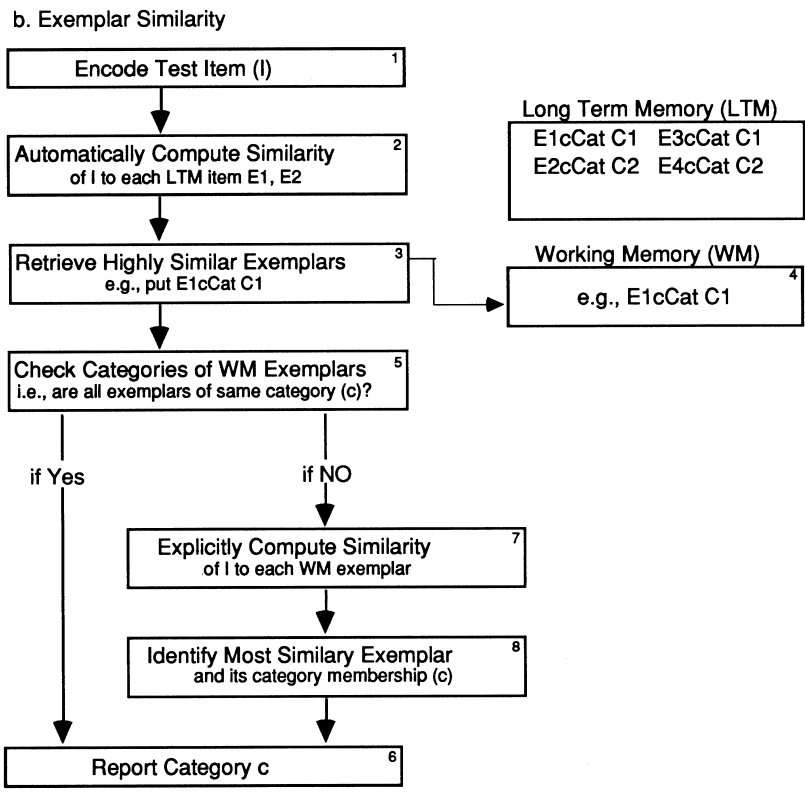 b. Exemplar Similarity
Encode Test Item (I)
1
Automatically Compute Similarity
of I to each LTM item E1, E2
2
Long Term Memory (LTM)
E1cCat C1 E3cCat C1
E2cCat C2 E4cCat C2
Retrieve Highly Similar Exemplars
e.g., put E1cCat C1
3
Working Memory (WM)
4
e.g., E1cCat C1
Check Categories of WM Exemplars
i.e., are all exemplars of same category (c)?
5
if Yes
if NO
Explicitly Compute Similarity
of I to each WM exemplar
7
Identify Most Similary Exemplar
and its category membership (c)
8
Report Category c
6